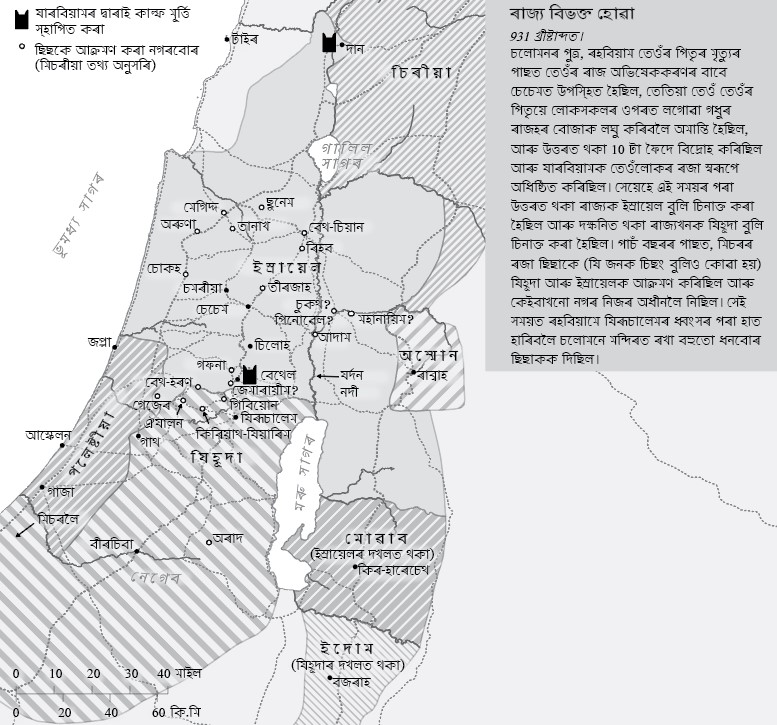 যাৰবিয়ামৰ দ্বাৰাই কাল্ফ মূৰ্ত্তি
স্হাপিত কৰা
ছিছকে আক্ৰমণ কৰা নগৰবোৰ
(মিচৰীয়া তথ্য অনুসৰি)
ৰাজ্য বিভক্ত হোৱা
931 খ্ৰীষ্টাব্দত।
চলোমনৰ পুত্ৰ, ৰহবিয়াম তেওঁৰ পিতৃৰ মৃত্যুৰ
পাছত তেওঁৰ ৰাজ অভিষেককৰণৰ বাবে
চেচেমত উপস্হিত হৈছিল, তেতিয়া তেওঁ তেওঁৰ
পিতৃয়ে লোকসকলৰ ওপৰত লগোৱা গধুৰ
ৰাজহৰ বোজাক লঘু কৰিবলৈ অমান্তি হৈছিল,
আৰু উত্তৰত থকা 10 টা ফৈদে বিদ্ৰোহ কৰিছিল
আৰু যাৰবিয়ামক তেওঁলোকৰ ৰজা স্বৰূপে
অধিষ্ঠিত কৰিছিল। সেয়েহে এই সময়ৰ পৰা
উত্তৰত থকা ৰাজ্যক ইস্ৰায়েল বুলি চিনাক্ত কৰা
হৈছিল আৰু দক্ষনিত থকা ৰাজ্যখনক যিহূদা বুলি
চিনাক্ত কৰা হৈছিল। পাচঁ বছৰৰ পাছত, মিচৰৰ
ৰজা ছিছাকে (যি জনক চিছং বুলিও কোৱা হয়)
যিহূদা আৰু ইস্ৰায়েলক আক্ৰমণ কৰিছিল আৰু
কেইবাখনো নগৰ নিজৰ অধীনলৈ নিছিল। সেই
সময়ত ৰহবিয়ামে যিৰূচালেমৰ ধ্বংসৰ পৰা হাত
হাৰিবলৈ চলোমনে মন্দিৰত ৰখা বহুতো ধনবোৰ
ছিছাকক দিছিল।
টাইৰ
দান
চিৰীয়া
গালিল
সাগৰ
ভূমধ্য সাগৰ
মেগিদ্দ
ছূনেম
অৰুণা
তানাখ
বেথ-চিয়ান
ৰিহব
চোকহ
ইস্ৰায়েল
চমৰীয়া
তীৰজাহ
চেচেম
চুকথ?
পিনোবেল?
মহানায়িম?
আদাম
জপ্পা
চিলোহ
অম্মোন
ৰাব্বাহ
গফনা
বেথেল
যৰ্দন
নদী
বেথ-হৰণ
জেমাৰায়ীম?
গেজেৰ
গিবিয়োন
ঐয়ালন
যিৰূচালেম
কিৰিয়াথ-যিয়াৰিম
আস্কেলন
গাথ
পলেষ্টীয়া
যিহূদা
মৰু সাগৰ
গাজা
মিচৰলৈ
বীৰচিবা
অৰাদ
নেগেব
মোৱাব
(ইস্ৰায়েলৰ দখলত থকা)
কিৰ-হাৰেচেথ
ইদোম
(যিহূদাৰ দখলত থকা)
বজৰাহ
0 10 20 30 40 মাইল
0 20 40 60 কি.মি